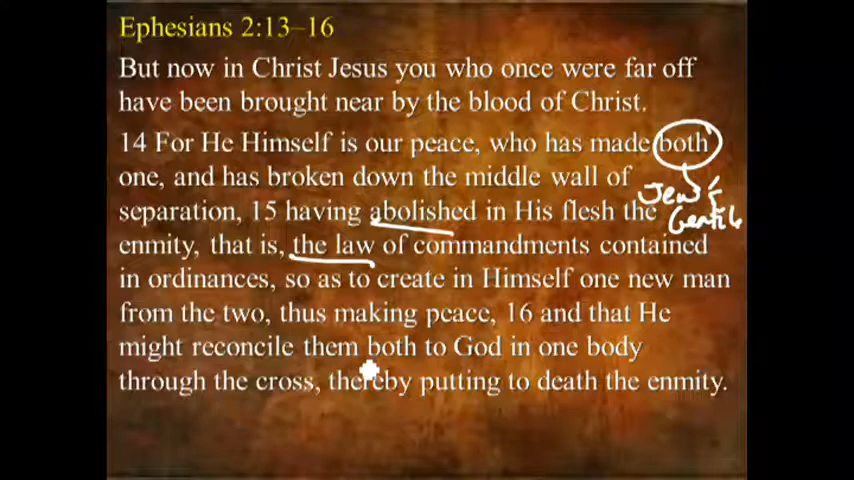 Ephesians 2:13–16
But now in Christ Jesus you who once were far off
have been brought near by the blood of Christ.
14 For He Himself is our peace, who has made both
one, and has broken down the middle wall of
Jew &
separation, 15 having abolished in His flesh the
Gentile
enmity, that is, the law of commandments contained
in ordinances, so as to create in Himself one new man
from the two, thus making peace, 16 and that He
might reconcile them both to God in one body
through the cross, thereby putting to death the enmity.